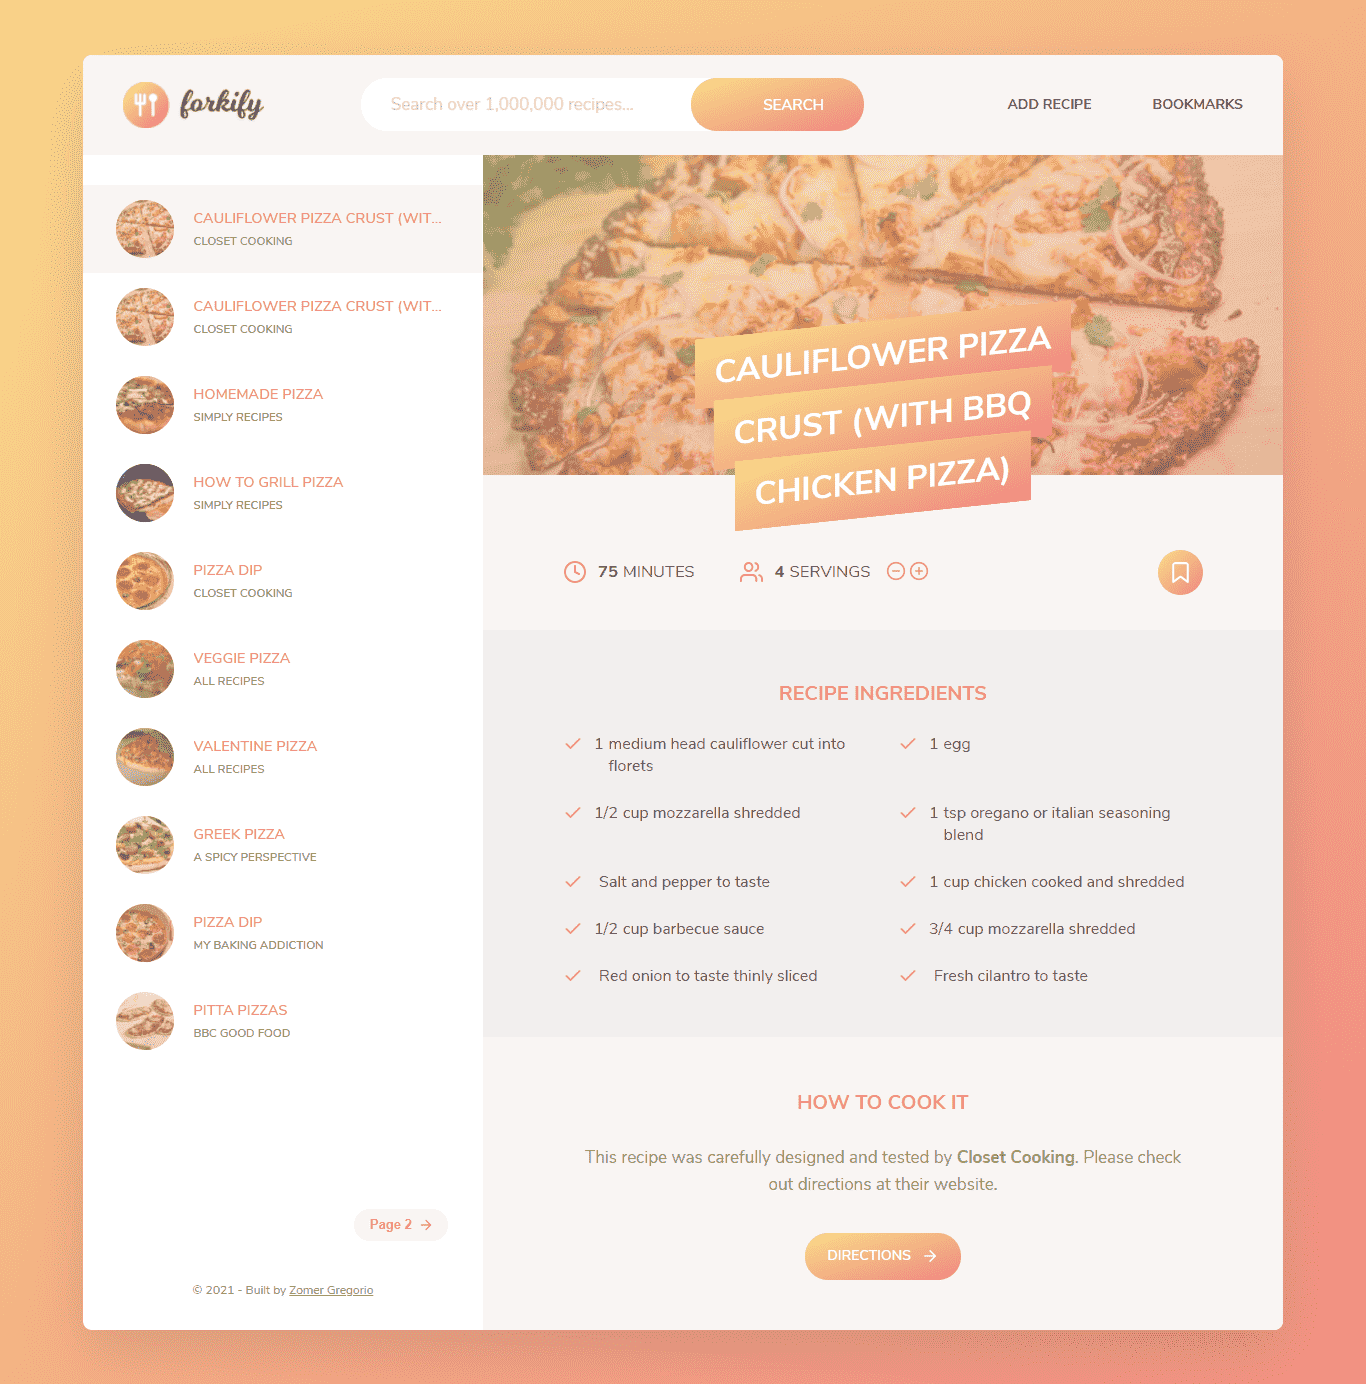 forkify
Search over 1,000,000 recipes...
SEARCH
ADD RECIPE
BOOKMARKS
CAULIFLOWER PIZZA CRUST (WIT...
CLOSET COOKING
CAULIFLOWER PIZZA CRUST (WIT...
CLOSET COOKING
HOMEMADE PIZZA
SIMPLY RECIPES
HOW TO GRILL PIZZA
SIMPLY RECIPES
PIZZA DIP
CLOSET COOKING
VEGGIE PIZZA
ALL RECIPES
VALENTINE PIZZA
ALL RECIPES
GREEK PIZZA
A SPICY PERSPECTIVE
PIZZA DIP
MY BAKING ADDICTION
PITTA PIZZAS
BBC GOOD FOOD
Page 2
© 2021 - Built by Zomer Gregorio
CAULIFLOWER PIZZA
CRUST (WITH BBQ
CHICKEN PIZZA)
75 MINUTES
4 SERVINGS
RECIPE INGREDIENTS
1 medium head cauliflower cut into
florets
1 egg
1/2 cup mozzarella shredded
1 tsp oregano or italian seasoning
blend
Salt and pepper to taste
1 cup chicken cooked and shredded
1/2 cup barbecue sauce
3/4 cup mozzarella shredded
Red onion to taste thinly sliced
Fresh cilantro to taste
HOW TO COOK IT
This recipe was carefully designed and tested by Closet Cooking. Please check
out directions at their website.
DIRECTIONS